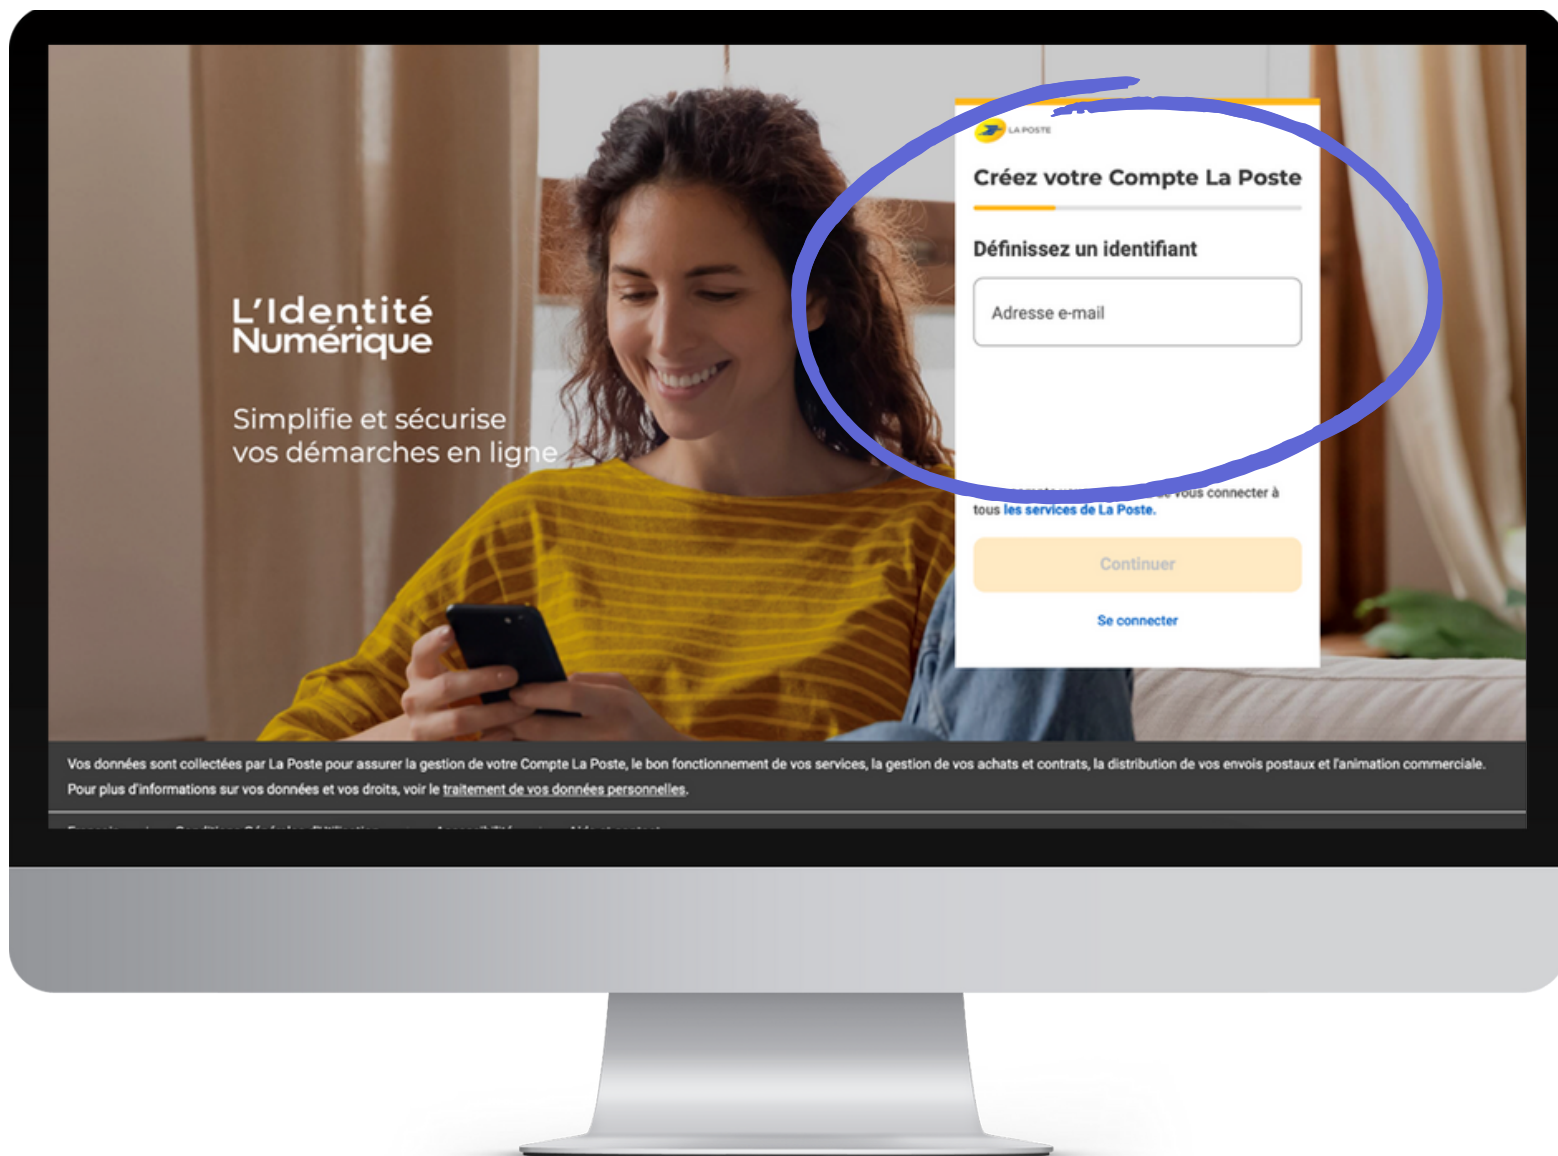 L'Identité
Numérique
Simplifie et sécurise
vos démarches en ligne
LA POSTE
Créez votre Compte La Poste
Définissez un identifiant
Adresse e-mail
de vous connecter à
tous les services de La Poste.
Continuer
Se connecter
Vos données sont collectées par La Poste pour assurer la gestion de votre Compte La Poste, le bon fonctionnement de vos services, la gestion de vos achats et contrats, la distribution de vos envois postaux et l'animation commerciale.
Pour plus d'informations sur vos données et vos droits, voir le traitement de vos données personnelles.